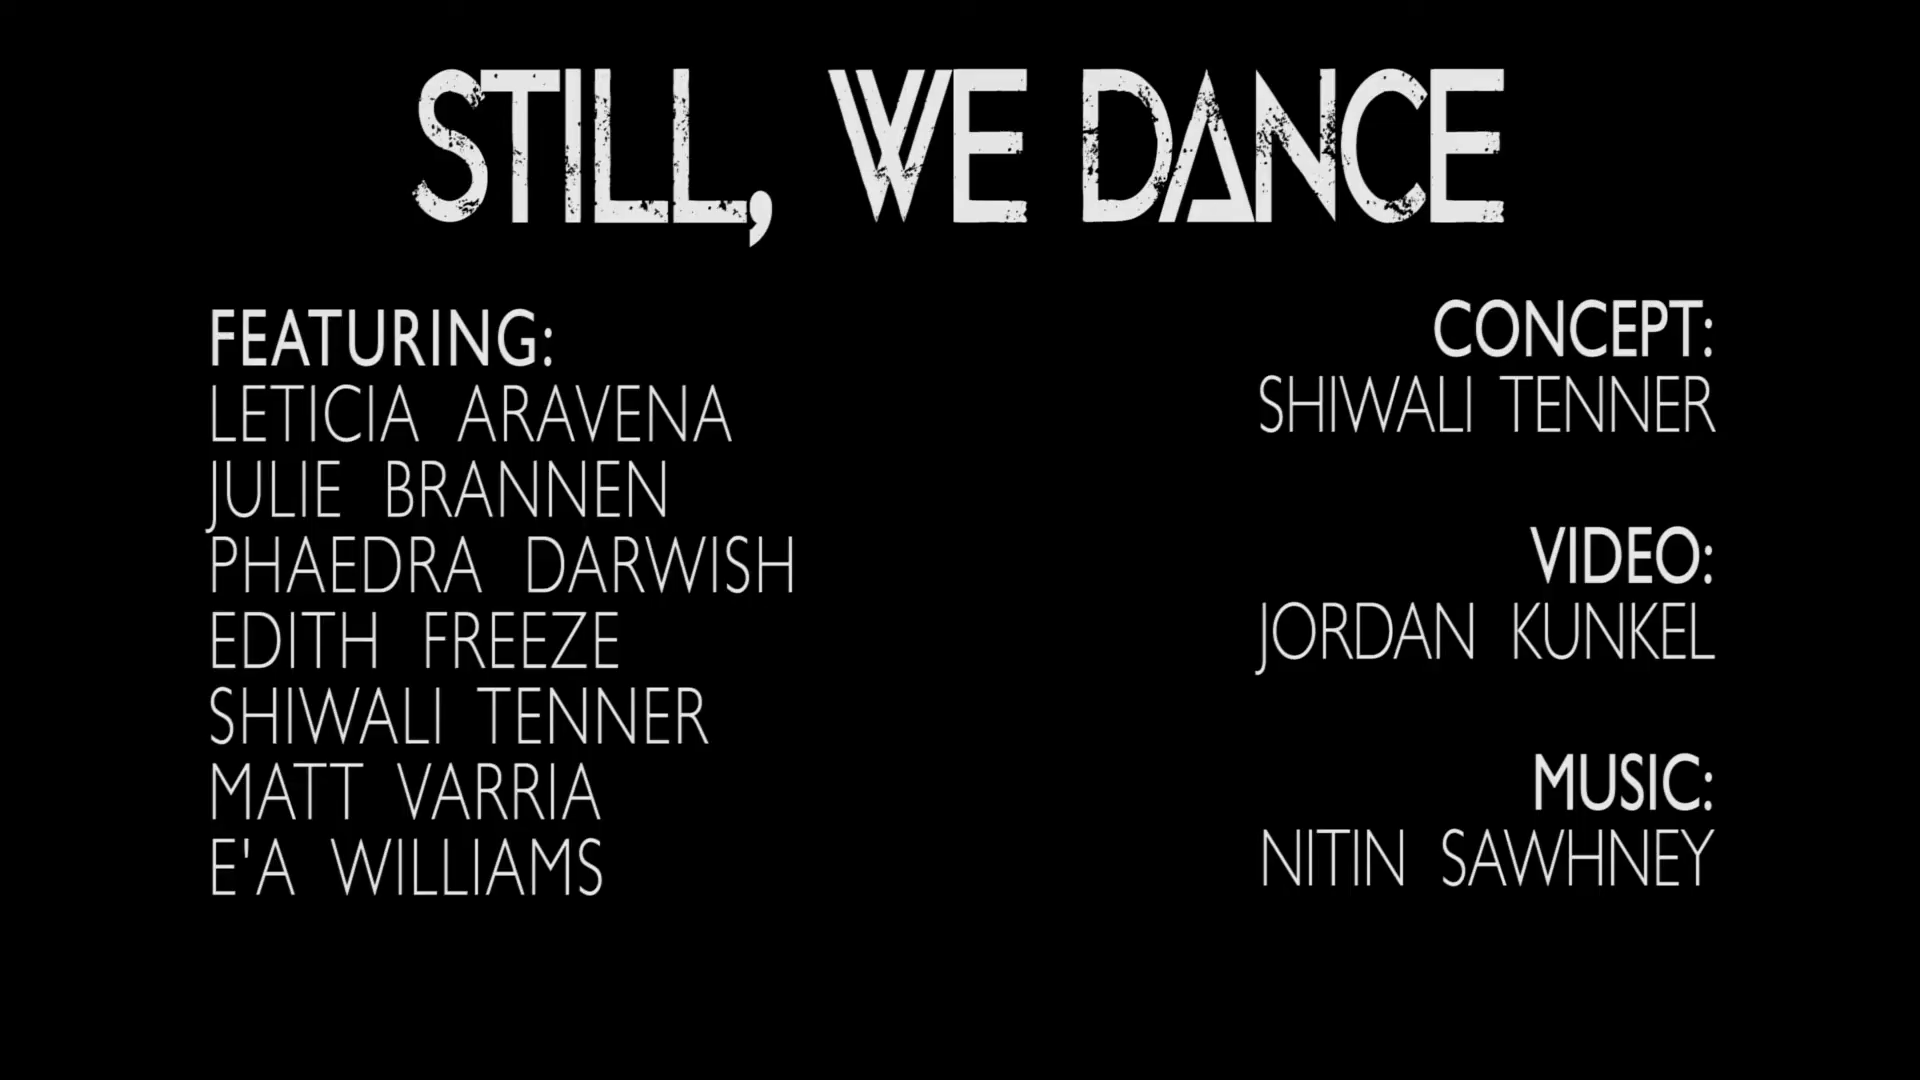 STILL, WE DANCE
FEATURING:
LETICIA ARAVENA
JULIE BRANNEN
PHAEDRA DARWISH
EDITH FREEZE
SHIWALI TENNER
MATT VARRIA
E'A WILLIAMS
CONCEPT:
SHIWALI TENNER
VIDEO:
JORDAN KUNKEL
MUSIC:
NITIN SAWHNEY